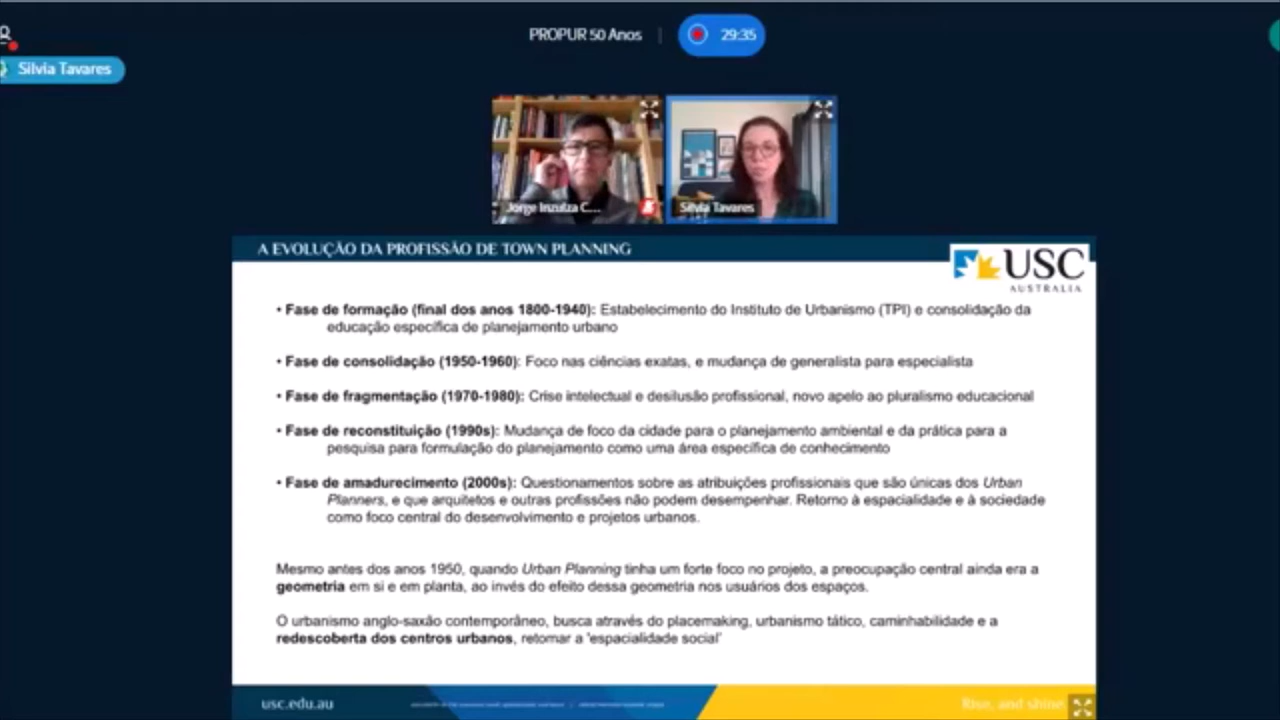 PROPUR 50 Anos
29:35
Silvia Tavares
Jorge Inzulza C....
Silvia Tavares
A EVOLUÇÃO DA PROFISSÃO DE TOWN PLANNING
USC
AUSTRALIA
• Fase de formação (final dos anos 1800-1940): Estabelecimento do Instituto de Urbanismo (TPI) e consolidação da
educação específica de planejamento urbano
• Fase de consolidação (1950-1960): Foco nas ciências exatas, e mudança de generalista para especialista
• Fase de fragmentação (1970-1980): Crise intelectual e desilusão profissional, novo apelo ao pluralismo educacional
• Fase de reconstituição (1990s): Mudança de foco da cidade para o planejamento ambiental e da prática para a
pesquisa para formulação do planejamento como uma área específica de conhecimento
• Fase de amadurecimento (2000s): Questionamentos sobre as atribuições profissionais que são únicas dos Urban
Planners, e que arquitetos e outras profissões não podem desempenhar. Retorno à espacialidade e à sociedade
como foco central do desenvolvimento e projetos urbanos.
Mesmo antes dos anos 1950, quando Urban Planning tinha um forte foco no projeto, a preocupação central ainda era a
geometria em si e em planta, ao invés do efeito dessa geometria nos usuários dos espaços.
O urbanismo anglo-saxão contemporâneo, busca através do placemaking, urbanismo tático, caminhabilidade e a
redescoberta dos centros urbanos, retornar a 'espacialidade social'
usc.edu.au
Rise, and shine